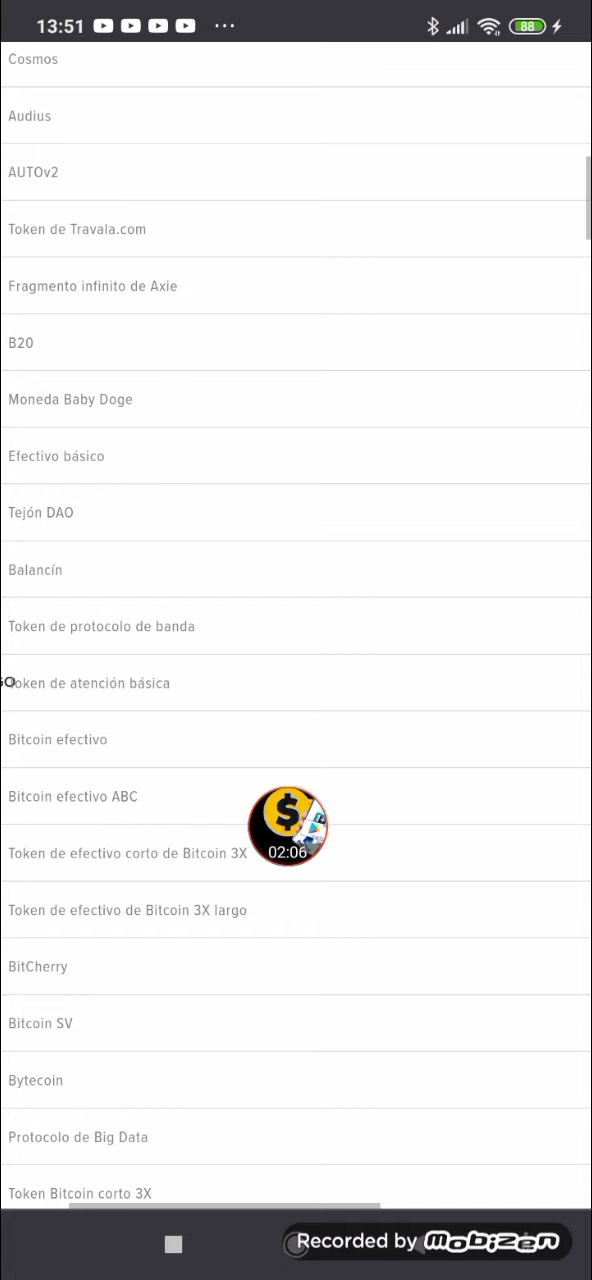 13:51 ... 88
Cosmos
Audius
AUTOv2
Token de Travala.com
Fragmento infinito de Axie
B20
Moneda Baby Doge
Efectivo básico
Tejón DAO
Balancín
Token de protocolo de banda
Token de atención básica
Bitcoin efectivo
Bitcoin efectivo ABC
$
Token de efectivo corto de Bitcoin 3X
02:06
Token de efectivo de Bitcoin 3X largo
BitCherry
Bitcoin SV
Bytecoin
Protocolo de Big Data
Token Bitcoin corto 3X
Recorded by Mobizen